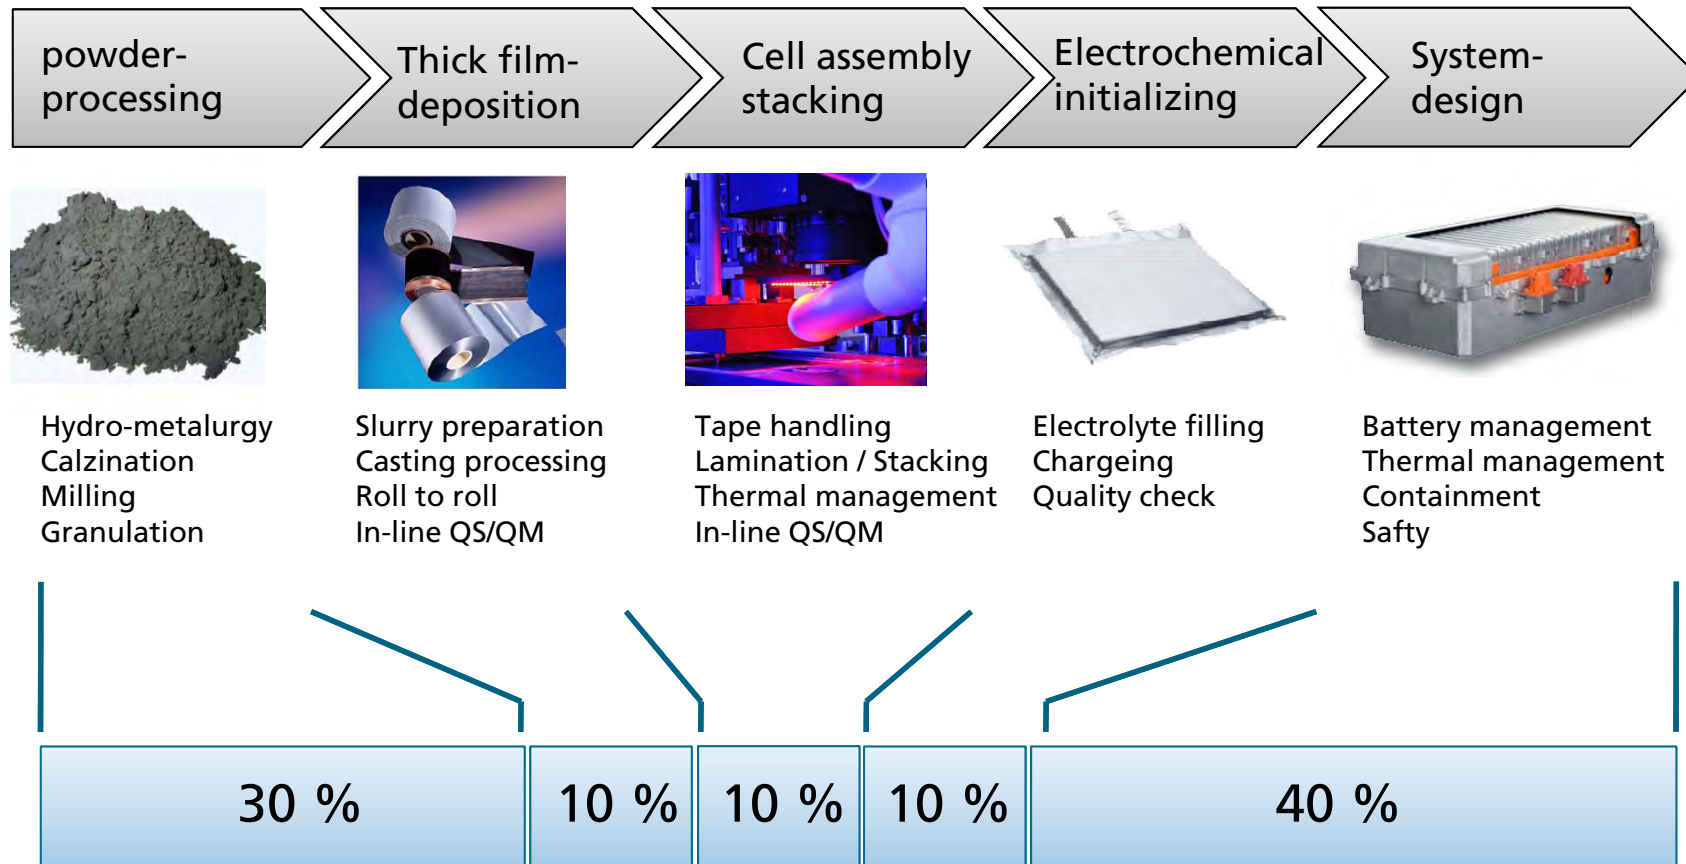 powder-
processing
Thick film-
deposition
Cell assembly
stacking
Electrochemical
initializing
System-
design
Hydro-metalurgy
Calzination
Milling
Granulation
Slurry preparation
Casting processing
Roll to roll
In-line QS/QM
Tape handling
Lamination / Stacking
Thermal management
In-line QS/QM
Electrolyte filling
Chargeing
Quality check
Battery management
Thermal management
Containment
Safty
30 %
10 %
10 %
10 %
40 %